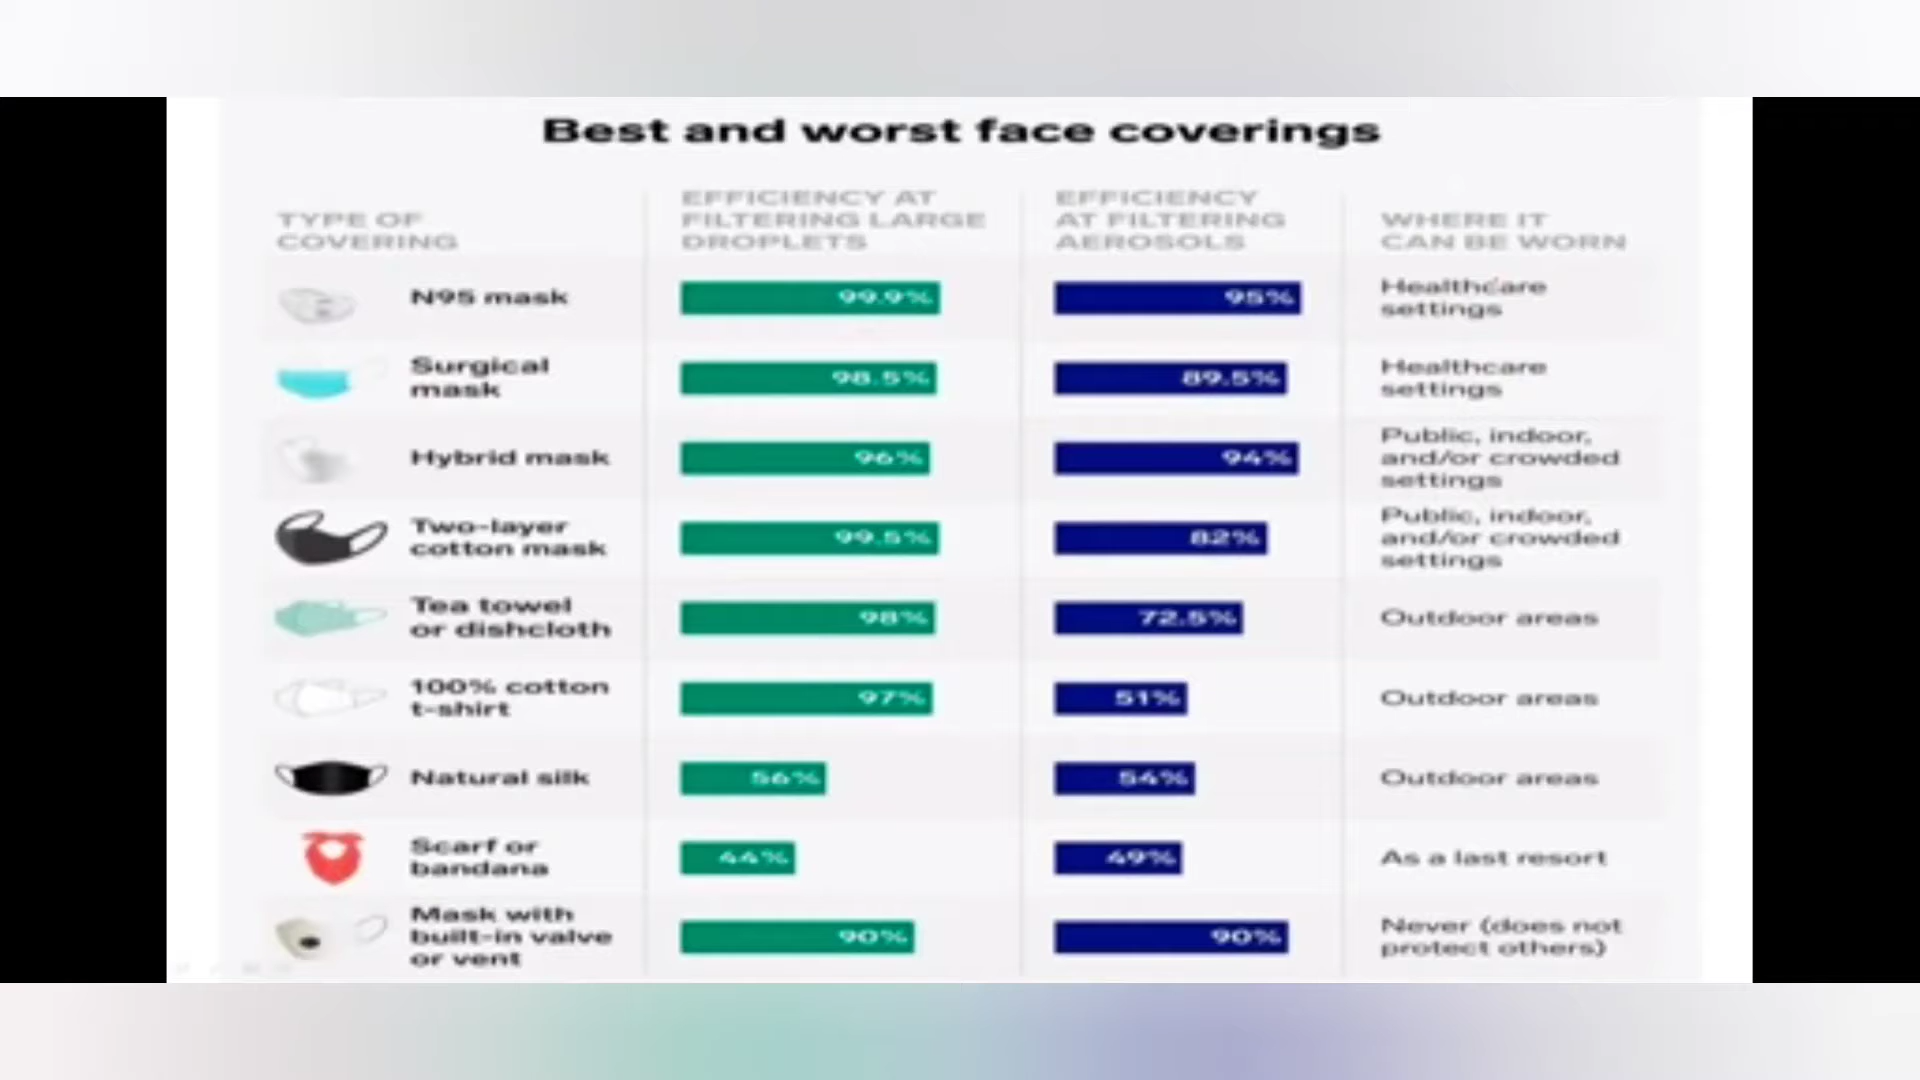 Best and worst face coverings
TYPE OF
COVERING
EFFICIENCY AT
FILTERING LARGE
DROPLETS
EFFICIENCY
AT FILTERING
AEROSOLS
WHERE IT
CAN BE WORN
N95 mask
99.9%
95%
Healthcare
settings
Surgical
mask
98.5%
89.5%
Healthcare
settings
Hybrid mask
96%
94%
Public, indoor,
and/or crowded
settings
Two-layer
cotton mask
99.5%
82%
Public, indoor,
and/or crowded
settings
Tea towel
or dishcloth
98%
72.5%
Outdoor areas
100% cotton
t-shirt
97%
51%
Outdoor areas
Natural silk
56%
54%
Outdoor areas
Scarf or
bandana
44%
49%
As a last resort
Mask with
built-in valve
or vent
90%
90%
Never (does not
protect others)